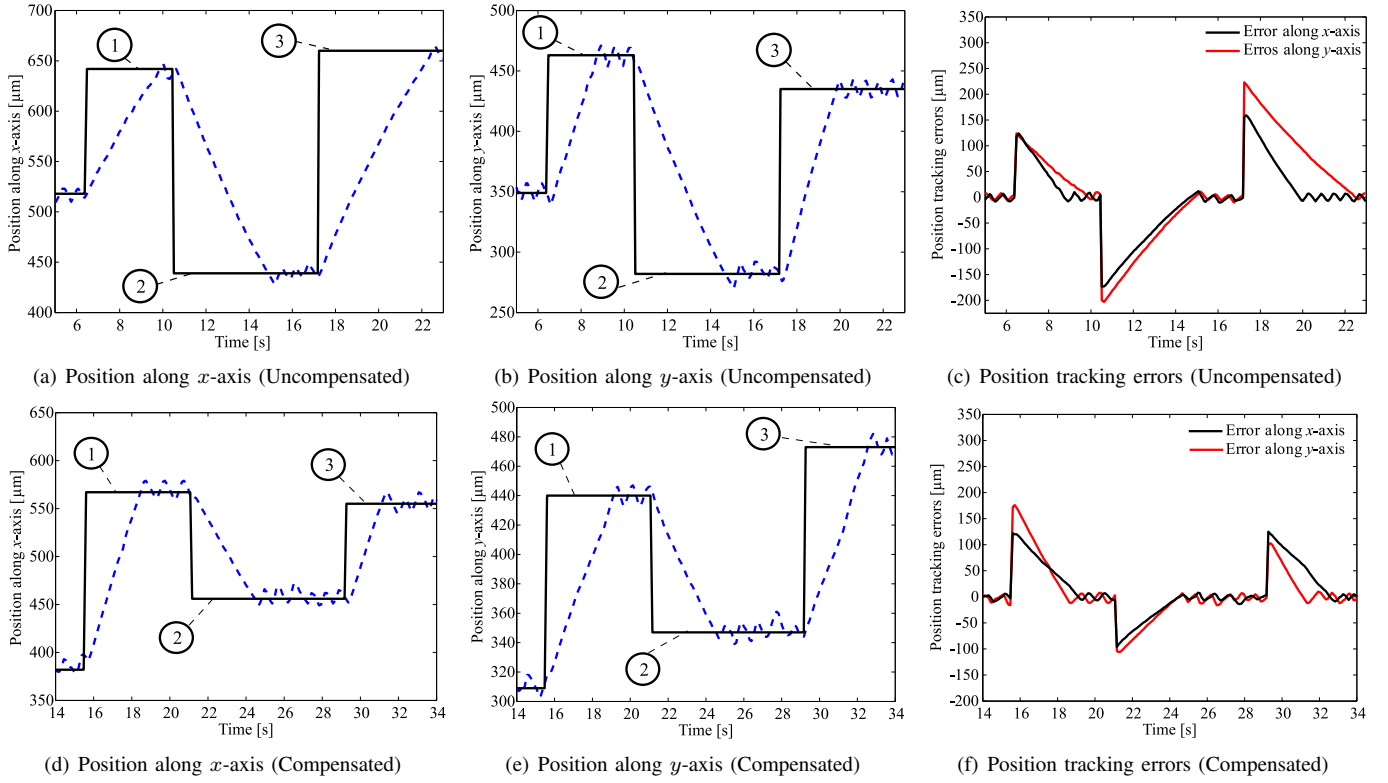 700
650
600
550
500
450
400
Position along x-axis [µm]
6 8 10 12 14 16 18 20 22
Time [s]
1
2
3
(a) Position along x-axis (Uncompensated)
500
450
400
350
300
250
Position along y-axis [µm]
6 8 10 12 14 16 18 20 22
Time [s]
1
2
3
(b) Position along y-axis (Uncompensated)
350
300
250
200
150
100
50
0
-50
-100
-150
-200
Position tracking errors [µm]
Error along x-axis
Erros along y-axis
6 8 10 12 14 16 18 20 22
Time [s]
(c) Position tracking errors (Uncompensated)
650
600
550
500
450
400
350
Position along x-axis [µm]
14 16 18 20 22 24 26 28 30 32 34
Time [s]
1
2
3
(d) Position along x-axis (Compensated)
500
480
460
440
420
400
380
360
340
320
300
Position along y-axis [µm]
14 16 18 20 22 24 26 28 30 32 34
Time [s]
1
2
3
(e) Position along y-axis (Compensated)
350
300
250
200
150
100
50
0
-50
-100
-150
-200
Position tracking errors [µm]
Error along x-axis
Error along y-axis
14 16 18 20 22 24 26 28 30 32 34
Time [s]
(f) Position tracking errors (Compensated)